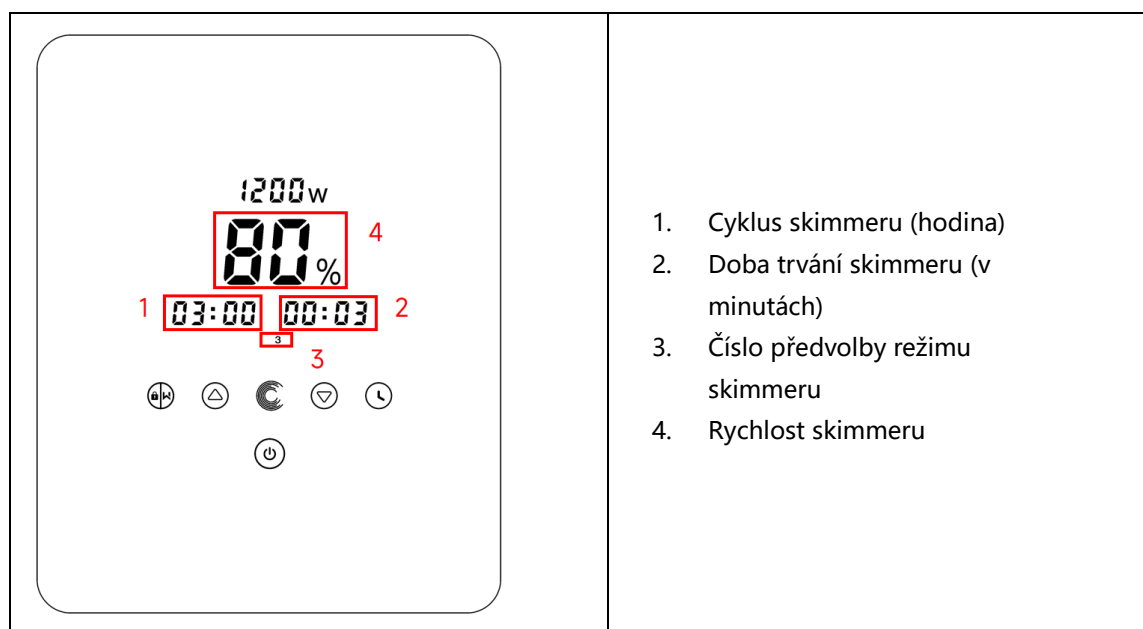 1200w
80%
4
1
03:00
00:03
2
3
3
1. Cyklus skimmeru (hodina)
2. Doba trvání skimmeru (v
minutách)
3. Číslo předvolby režimu
skimmeru
4. Rychlost skimmeru